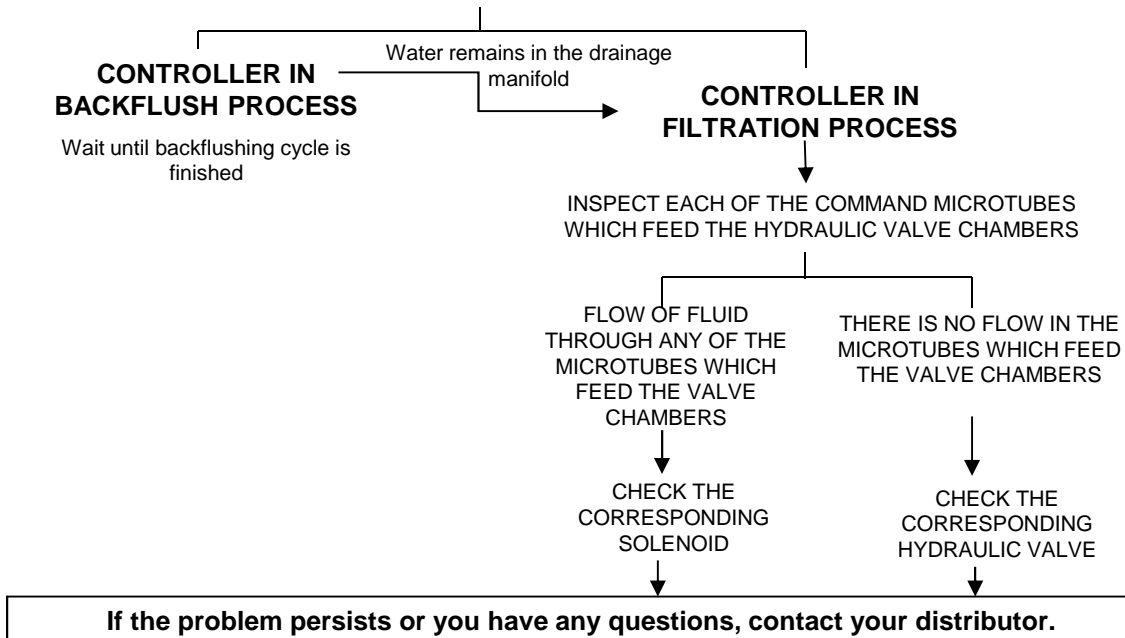 Water remains in the drainage
manifold
CONTROLLER IN
BACKFLUSH PROCESS
Wait until backflushing cycle is
finished
CONTROLLER IN
FILTRATION PROCESS
INSPECT EACH OF THE COMMAND MICROTUBES
WHICH FEED THE HYDRAULIC VALVE CHAMBERS
FLOW OF FLUID
THROUGH ANY OF THE
MICROTUBES WHICH
FEED THE VALVE
CHAMBERS
THERE IS NO FLOW IN THE
MICROTUBES WHICH FEED
THE VALVE CHAMBERS
CHECK THE
CORRESPONDING
SOLENOID
CHECK THE
CORRESPONDING
HYDRAULIC VALVE
If the problem persists or you have any questions, contact your distributor.